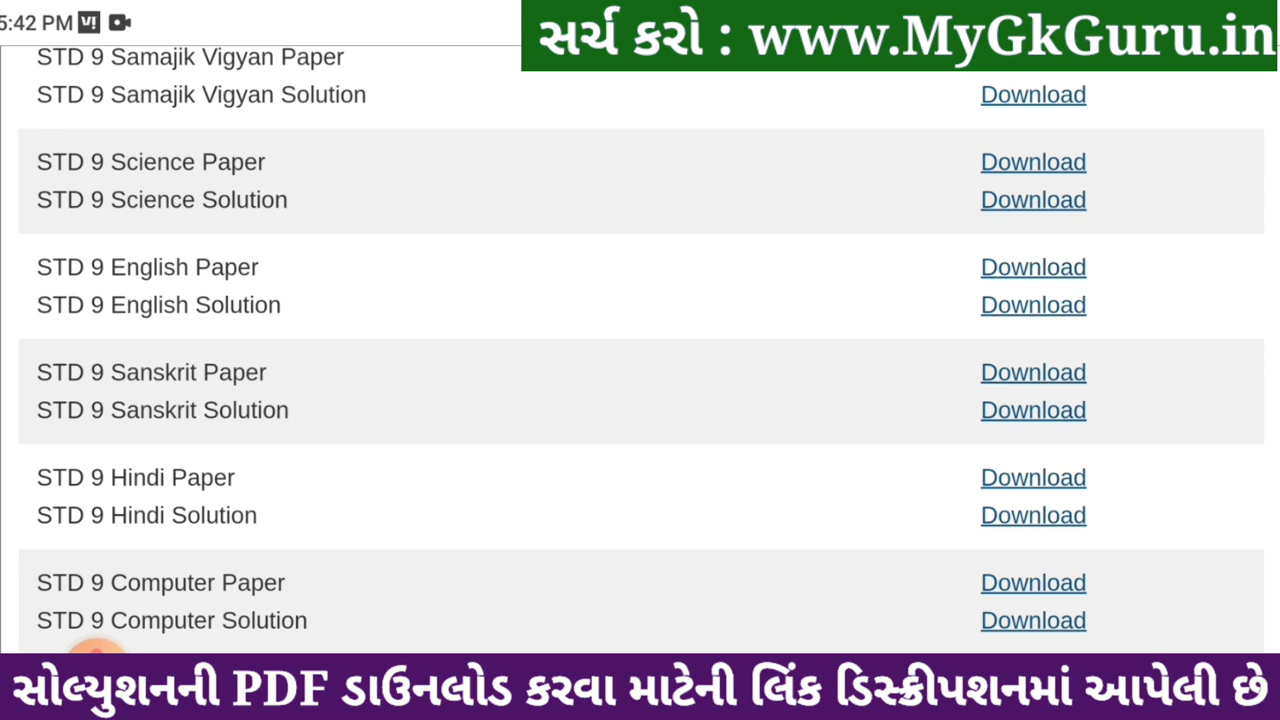 5:42 PM
સર્ચ કરો : www.MyGkGuru.in
STD 9 Samajik Vigyan Paper
STD 9 Samajik Vigyan Solution Download
STD 9 Science Paper Download
STD 9 Science Solution Download
STD 9 English Paper Download
STD 9 English Solution Download
STD 9 Sanskrit Paper Download
STD 9 Sanskrit Solution Download
STD 9 Hindi Paper Download
STD 9 Hindi Solution Download
STD 9 Computer Paper Download
STD 9 Computer Solution Download
સોલ્યુશનની PDF ડાઉનલોડ કરવા માટેની લિંક ડિસ્ક્રીપશનમાં આપેલી છે